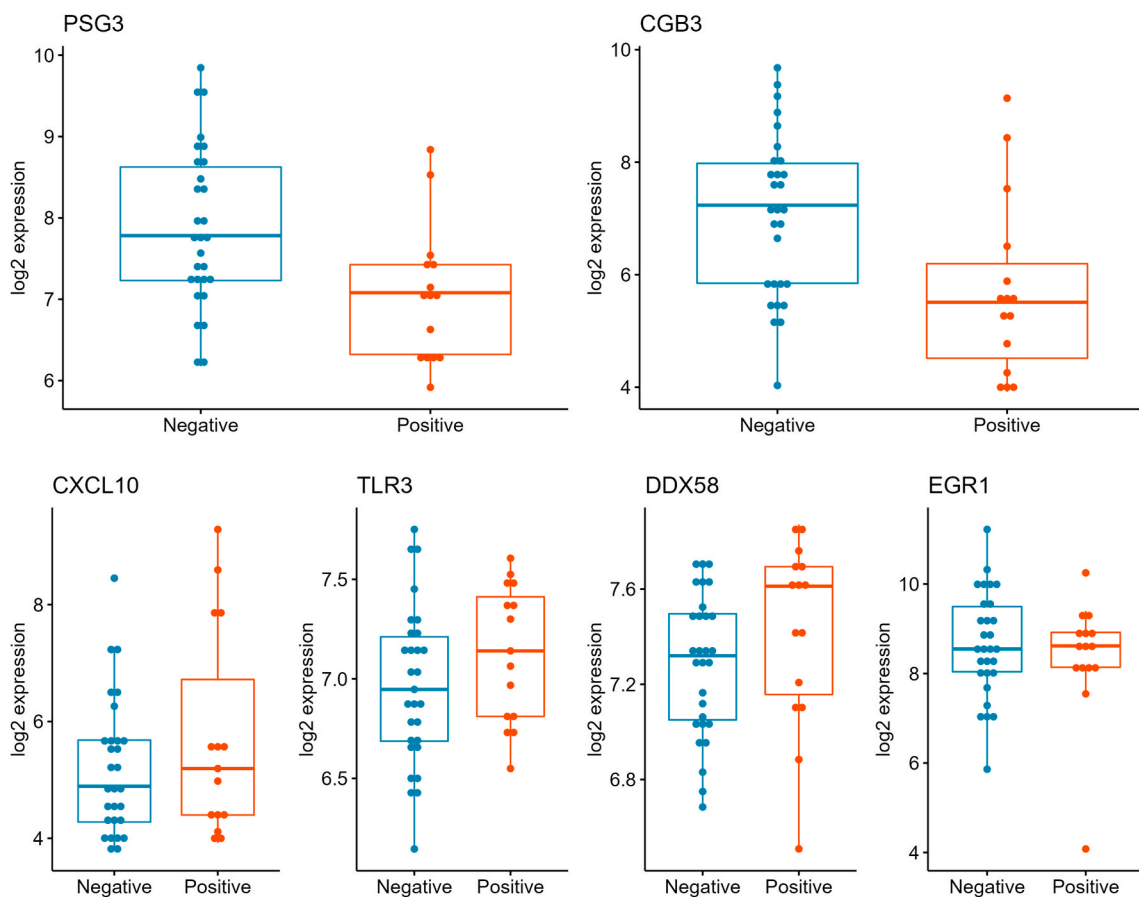 PSG3
CGB3
log2 expression
10
9
8
7
6
Negative Positive
log2 expression
10
8
6
4
Negative Positive
CXCL10
TLR3
DDX58
EGR1
log2 expression
8
6
4
Negative Positive
log2 expression
7.5
7.0
6.5
Negative Positive
log2 expression
7.6
7.2
6.8
Negative Positive
log2 expression
10
8
6
4
Negative Positive